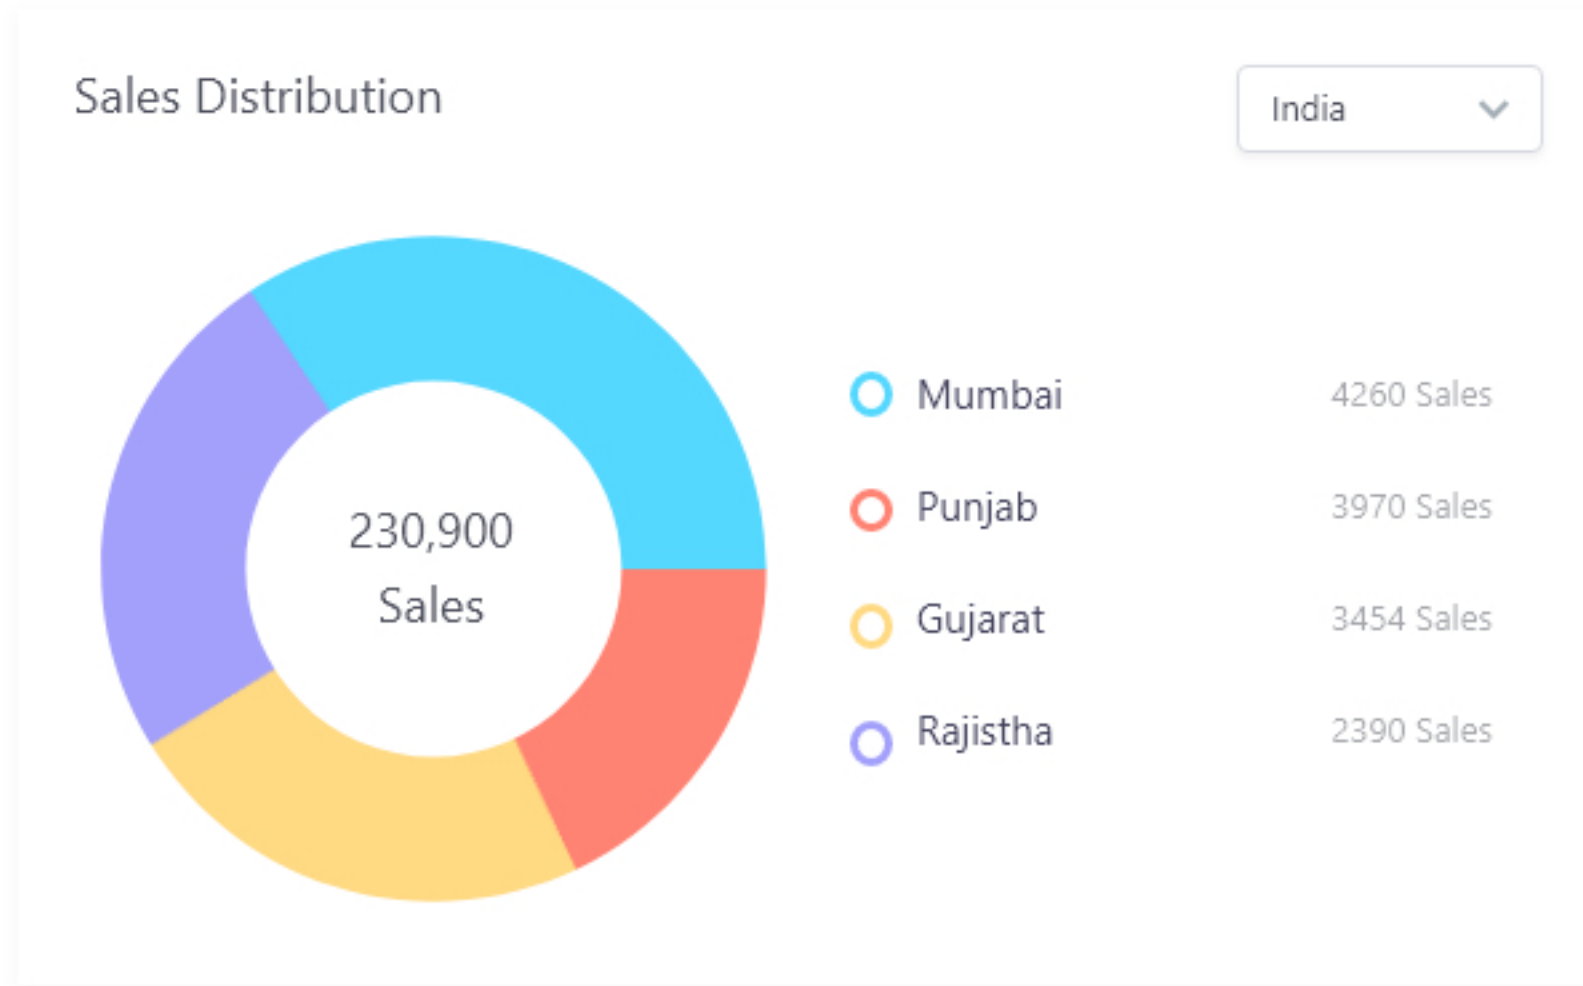 Sales Distribution
India
230,900
Sales
Mumbai 4260 Sales
Punjab 3970 Sales
Gujarat 3454 Sales
Rajistha 2390 Sales